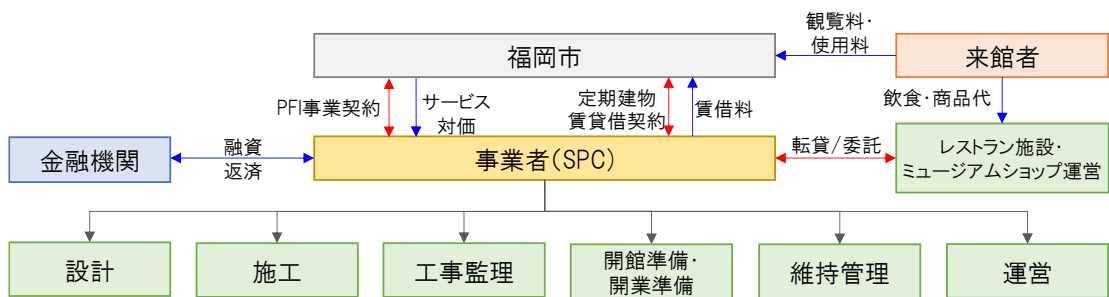 観覧料・
使用料
福岡市
来館者
PFI事業契約
サービス
対価
定期建物
賃貸借契約
賃借料
飲食・商品代
金融機関
融資
返済
事業者(SPC)
転貸/委託
レストラン施設・
ミュージアムショップ運営
設計
施工
工事監理
開館準備・
開業準備
維持管理
運営